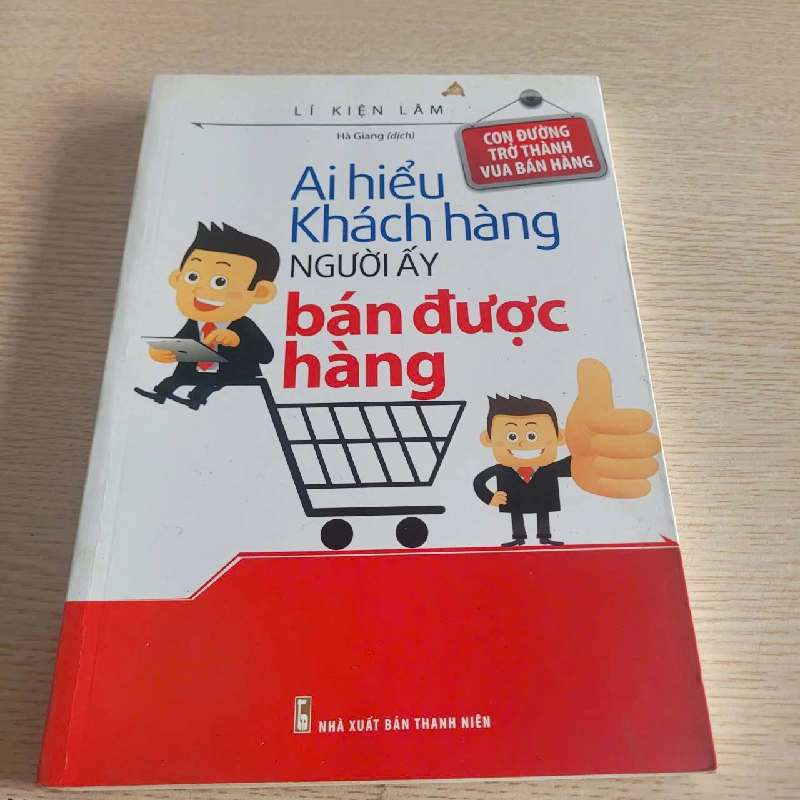 LÍ KIỆN LÂM
Hà Giang (dịch)
CON ĐƯỜNG
TRỞ THÀNH
VUA BÁN HÀNG
Ai hiểu
Khách hàng
NGƯỜI ẤY
bán được
hàng
NHÀ XUẤT BẢN THANH NIÊN